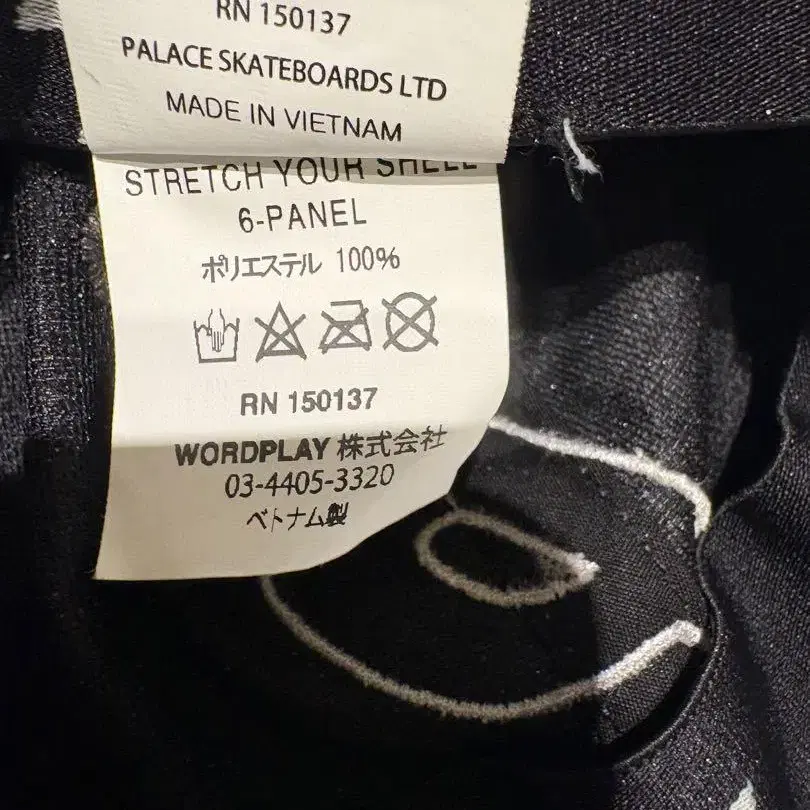 RN 150137
PALACE SKATEBOARDS LTD
MADE IN VIETNAM
STRETCH YOUR SHELL
6-PANEL
ポリエステル 100%
RN 150137
WORDPLAY 株式会社
03-4405-3320
ベトナム製